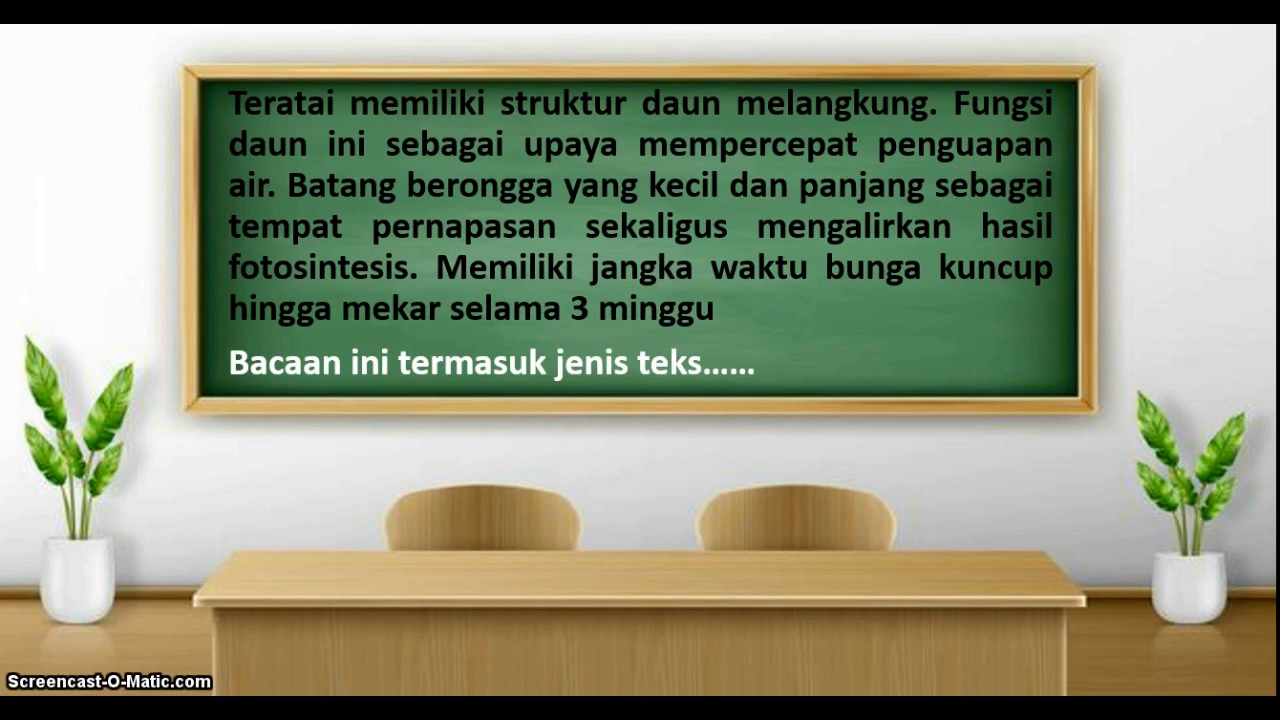 Teratai memiliki struktur daun melangkung. Fungsi
daun ini sebagai upaya mempercepat penguapan
air. Batang berongga yang kecil dan panjang sebagai
tempat pernapasan sekaligus mengalirkan hasil
fotosintesis. Memiliki jangka waktu bunga kuncup
hingga mekar selama 3 minggu
Bacaan ini termasuk jenis teks......
Screencast-O-Matic.com